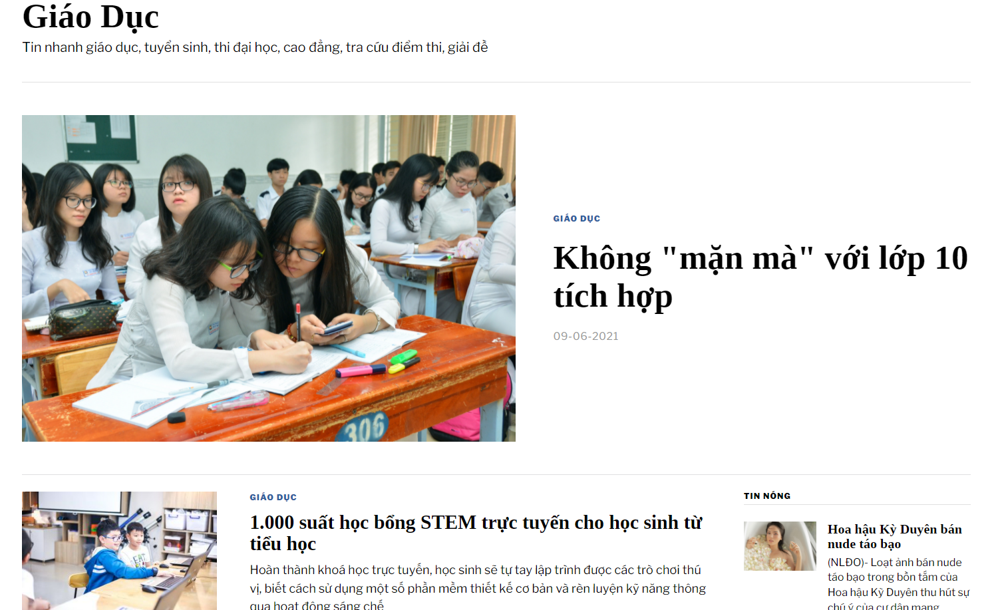 Giáo Dục
Tin nhanh giáo dục, tuyển sinh, thi đại học, cao đẳng, tra cứu điểm thi, giải đề
306
GIÁO DỤC
Không "mặn mà" với lớp 10
tích hợp
09-06-2021
GIÁO DỤC
1.000 suất học bổng STEM trực tuyến cho học sinh từ
tiểu học
Hoàn thành khoá học trực tuyến, học sinh sẽ tự tay lập trình được các trò chơi thú
vị, biết cách sử dụng một số phần mềm thiết kế cơ bản và rèn luyện kỹ năng thông
qua hoạt động sáng chế
TIN NÓNG
Hoa hậu Kỳ Duyên bán
nude táo bạo
(NLĐO)- Loạt ảnh bán nude
táo bạo trong bồn tắm của
Hoa hậu Kỳ Duyên thu hút sự
chú ý của cư dân mạng